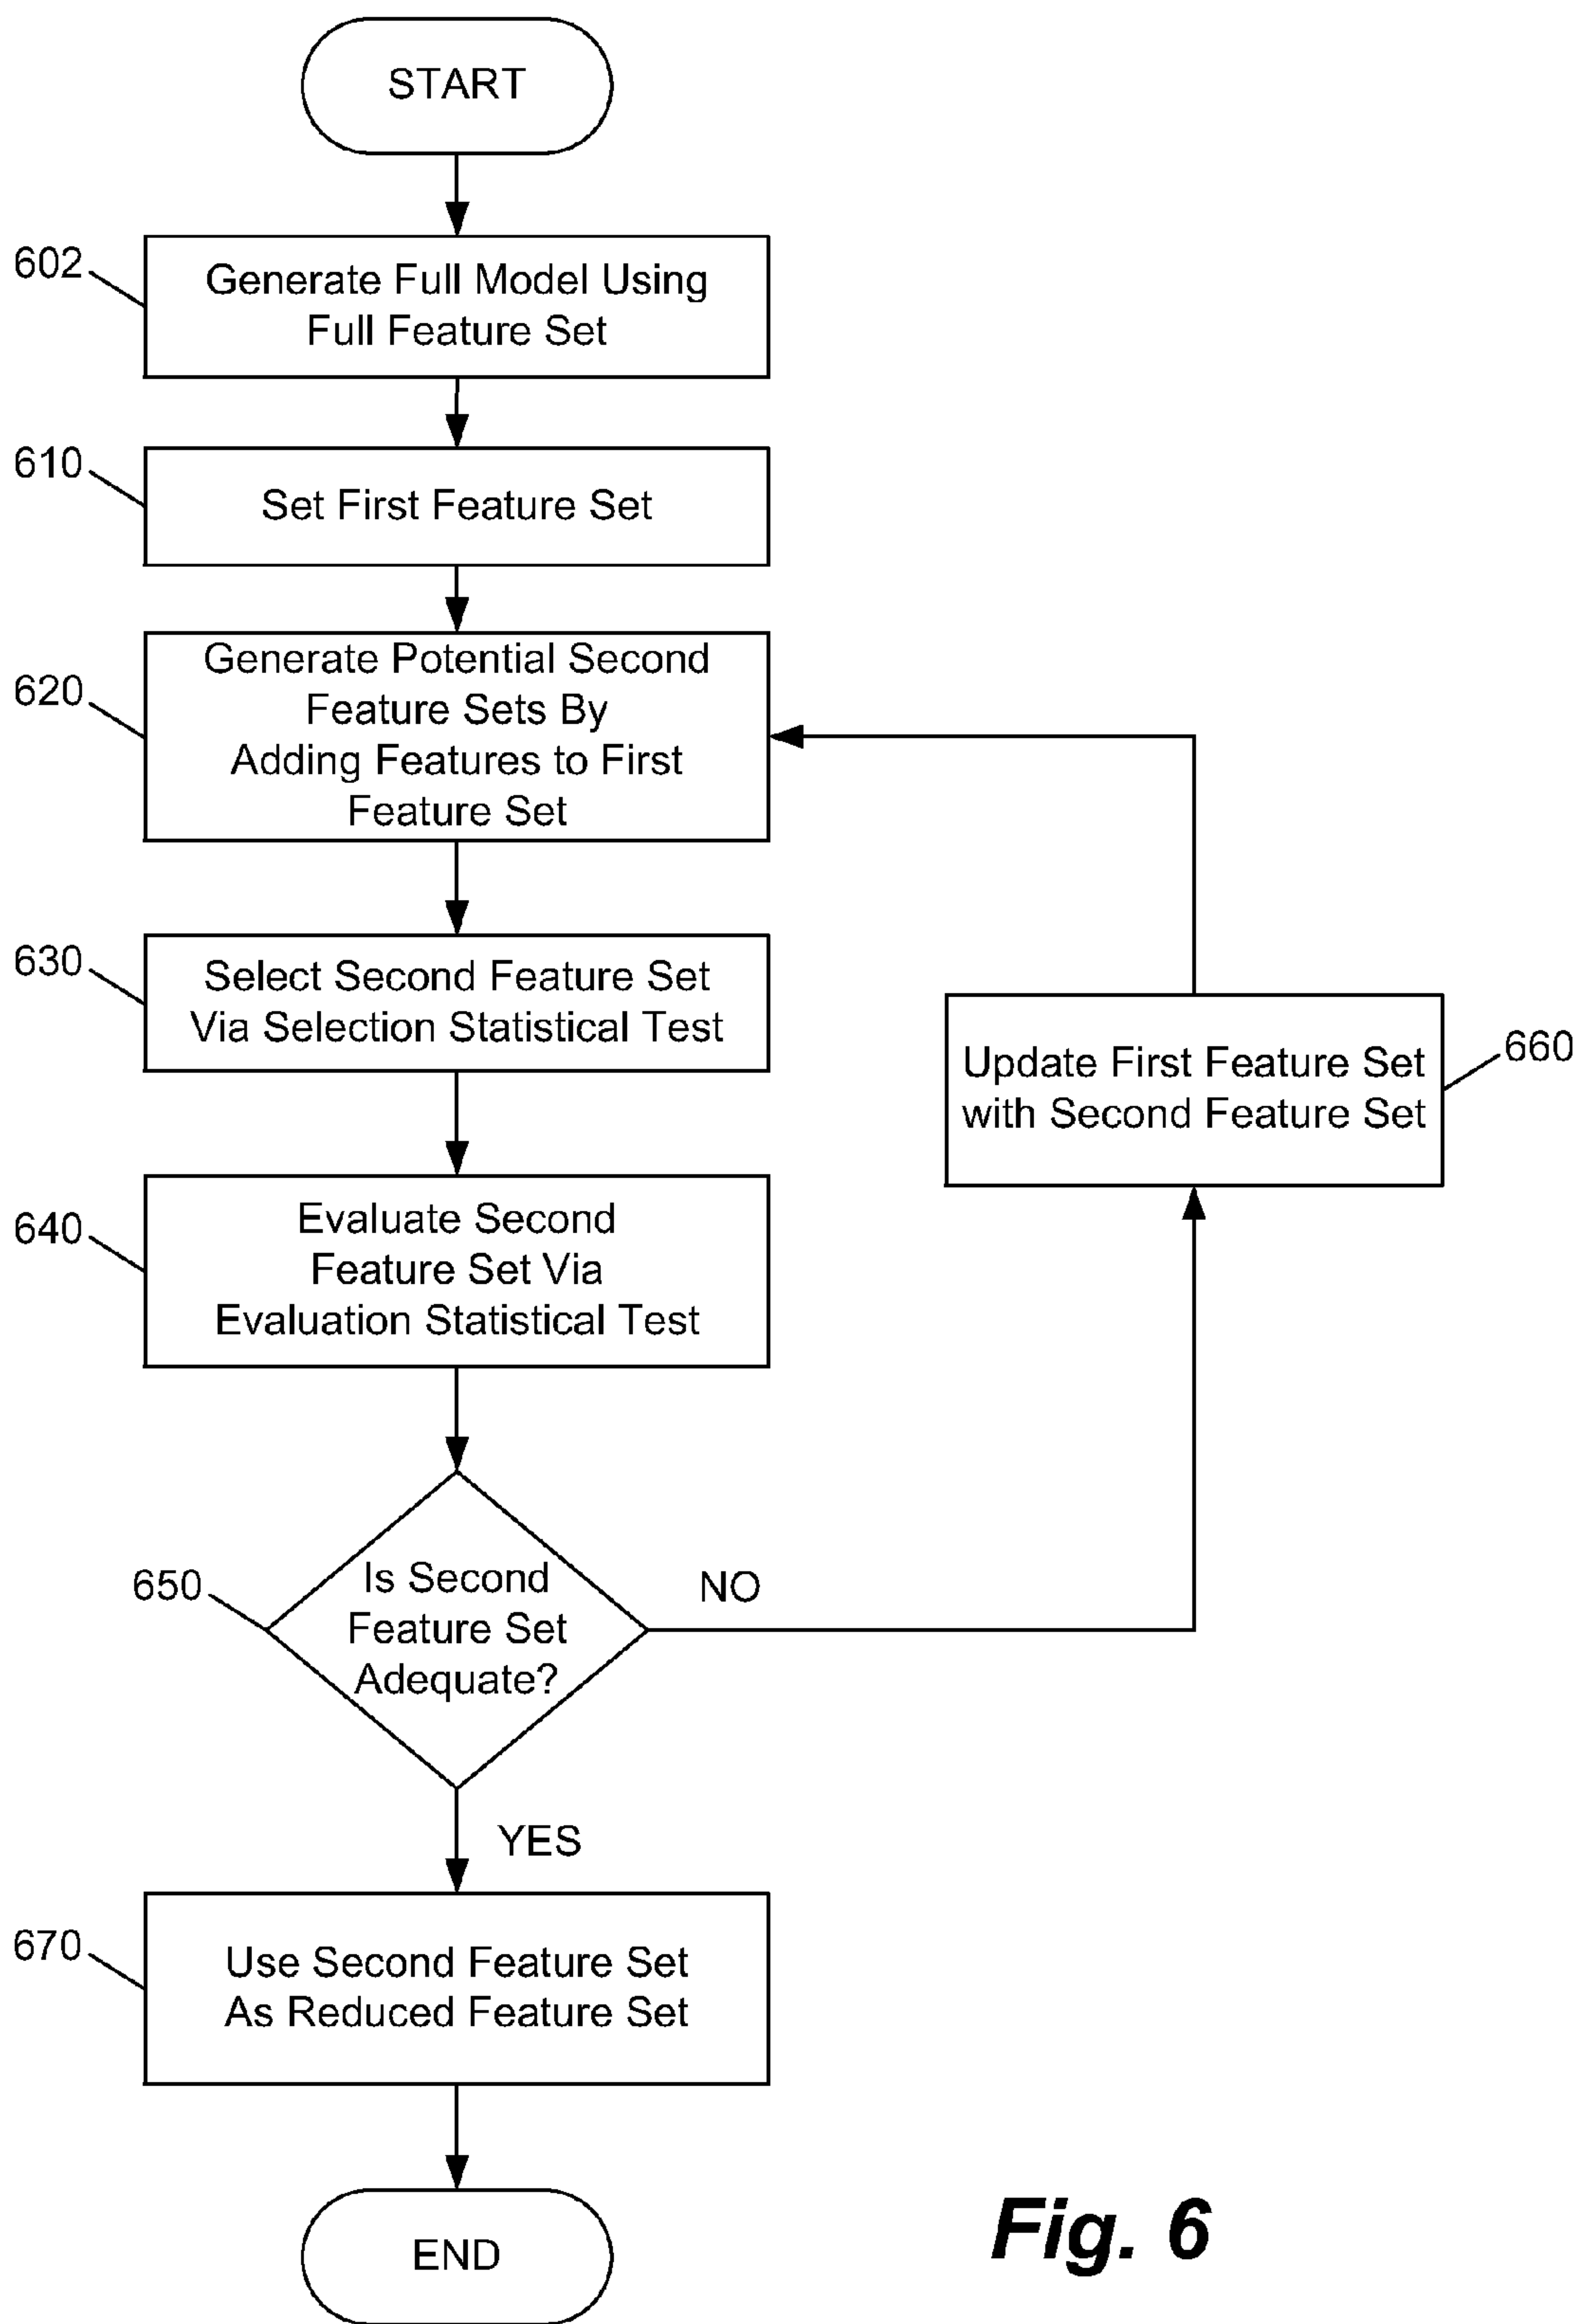 START
602
Generate Full Model Using
Full Feature Set
610
Set First Feature Set
620
Generate Potential Second
Feature Sets By
Adding Features to First
Feature Set
630
Select Second Feature Set
Via Selection Statistical Test
660
Update First Feature Set
with Second Feature Set
640
Evaluate Second
Feature Set Via
Evaluation Statistical Test
650
Is Second
Feature Set
Adequate?
NO
YES
670
Use Second Feature Set
As Reduced Feature Set
END
Fig. 6